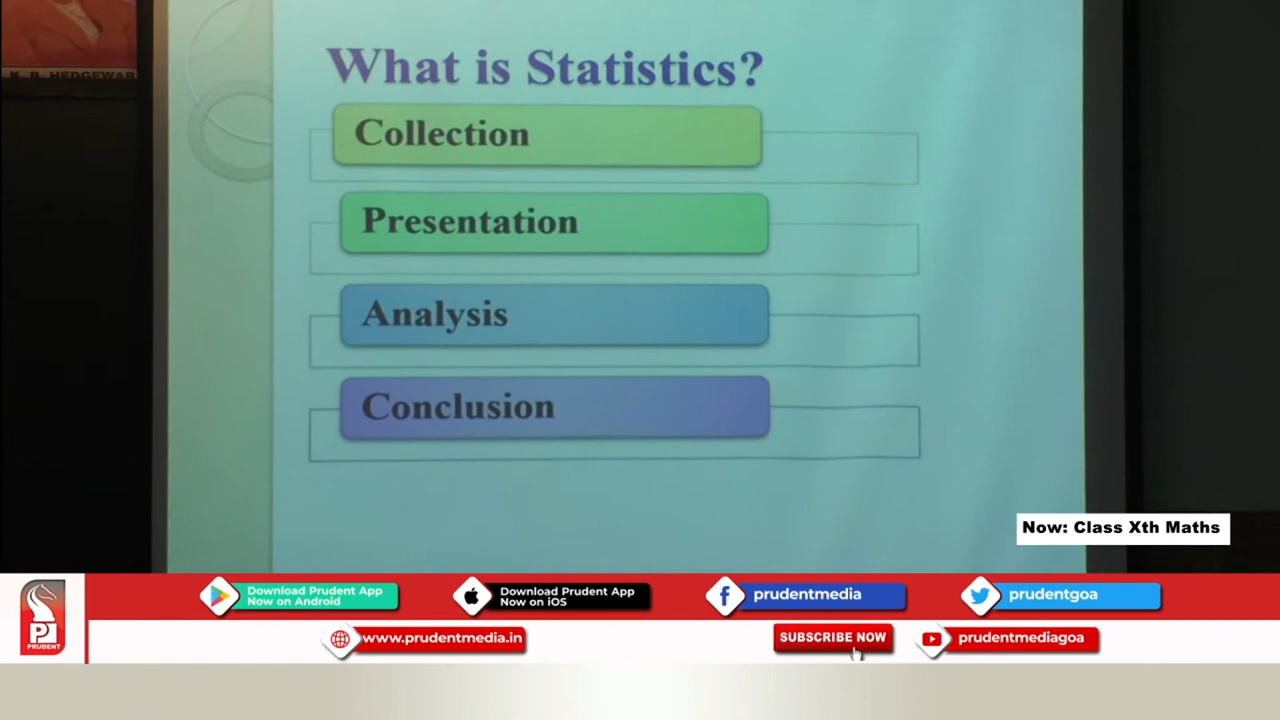 K. B. HEDGEWAR
What is Statistics?
Collection
Presentation
Analysis
Conclusion
Now: Class Xth Maths
Download Prudent App
Now on Android
Download Prudent App
Now on iOS
prudentmedia
prudentgoa
PRUDENT
www.prudentmedia.in
SUBSCRIBE NOW
prudentmediagoa